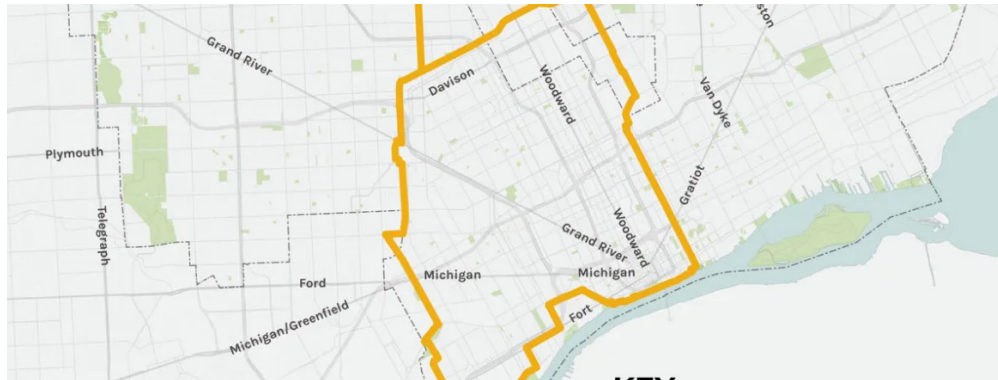 Grand River
Davison
Woodward
Van Dyke
Plymouth
Telegraph
Gratiot
Grand River
Woodward
Michigan
Michigan
Ford
Fort
Michigan/Greenfield